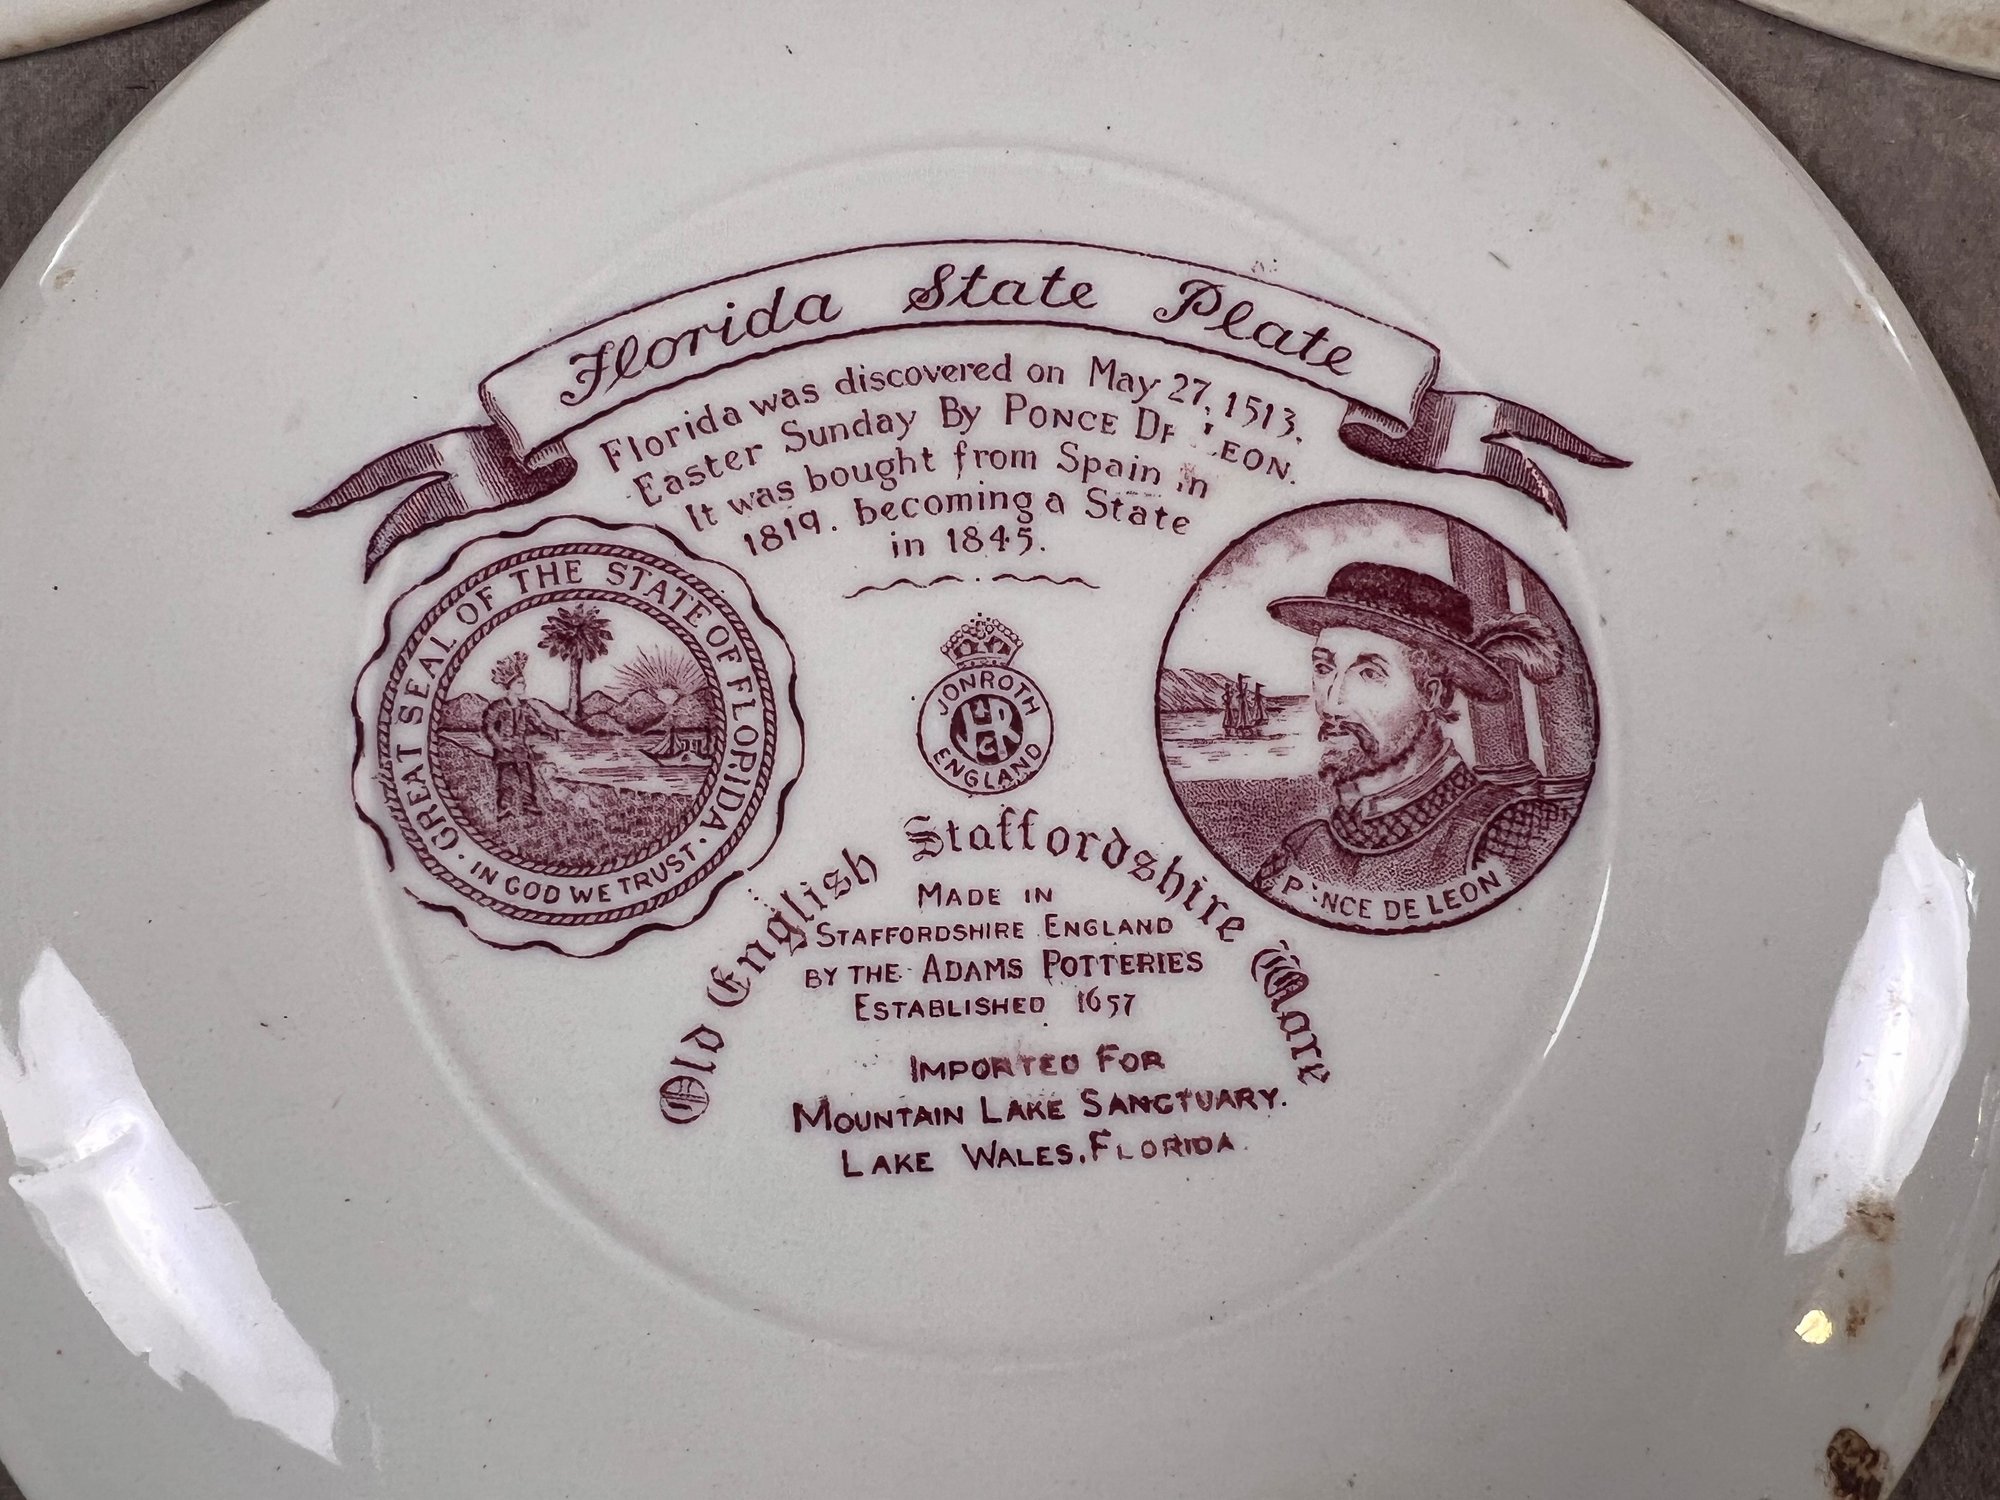 Florida State Plate
Florida was discovered on May 27, 1513.
Easter Sunday By PONCE DE LEON.
It was bought from Spain in
1819. becoming a State
in 1845.
GREAT SEAL OF THE STATE OF FLORIDA.
IN GOD WE TRUST.
JONROTH
ENGLAND
PONCE DE LEON
Old English Staffordshire Ware
MADE IN
STAFFORDSHIRE ENGLAND
BY THE ADAMS POTTERIES
ESTABLISHED 1657
IMPORTED FOR
MOUNTAIN LAKE SANCTUARY.
LAKE WALES, FLORIDA.